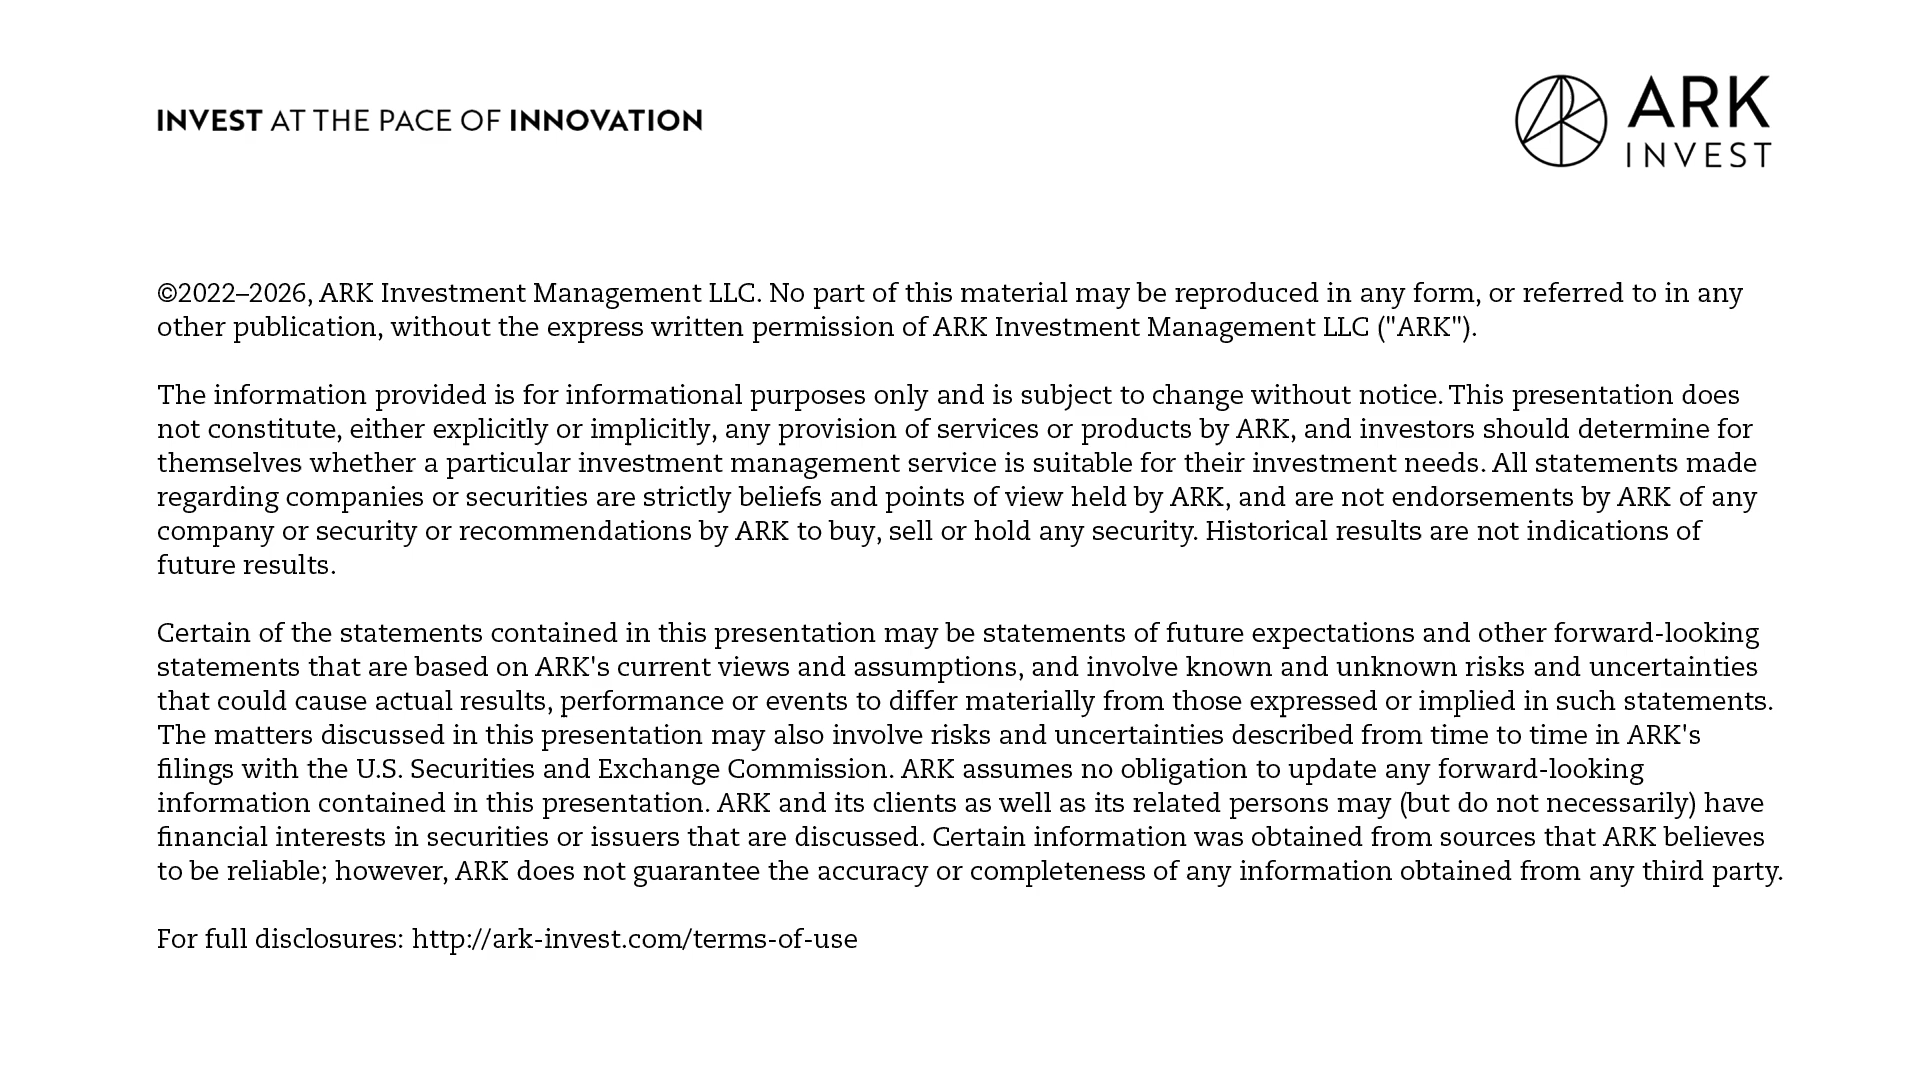 INVEST AT THE PACE OF INNOVATION
ARK
INVEST
©2022–2026, ARK Investment Management LLC. No part of this material may be reproduced in any form, or referred to in any
other publication, without the express written permission of ARK Investment Management LLC ("ARK").
The information provided is for informational purposes only and is subject to change without notice. This presentation does
not constitute, either explicitly or implicitly, any provision of services or products by ARK, and investors should determine for
themselves whether a particular investment management service is suitable for their investment needs. All statements made
regarding companies or securities are strictly beliefs and points of view held by ARK, and are not endorsements by ARK of any
company or security or recommendations by ARK to buy, sell or hold any security. Historical results are not indications of
future results.
Certain of the statements contained in this presentation may be statements of future expectations and other forward-looking
statements that are based on ARK's current views and assumptions, and involve known and unknown risks and uncertainties
that could cause actual results, performance or events to differ materially from those expressed or implied in such statements.
The matters discussed in this presentation may also involve risks and uncertainties described from time to time in ARK's
filings with the U.S. Securities and Exchange Commission. ARK assumes no obligation to update any forward-looking
information contained in this presentation. ARK and its clients as well as its related persons may (but do not necessarily) have
financial interests in securities or issuers that are discussed. Certain information was obtained from sources that ARK believes
to be reliable; however, ARK does not guarantee the accuracy or completeness of any information obtained from any third party.
For full disclosures: http://ark-invest.com/terms-of-use